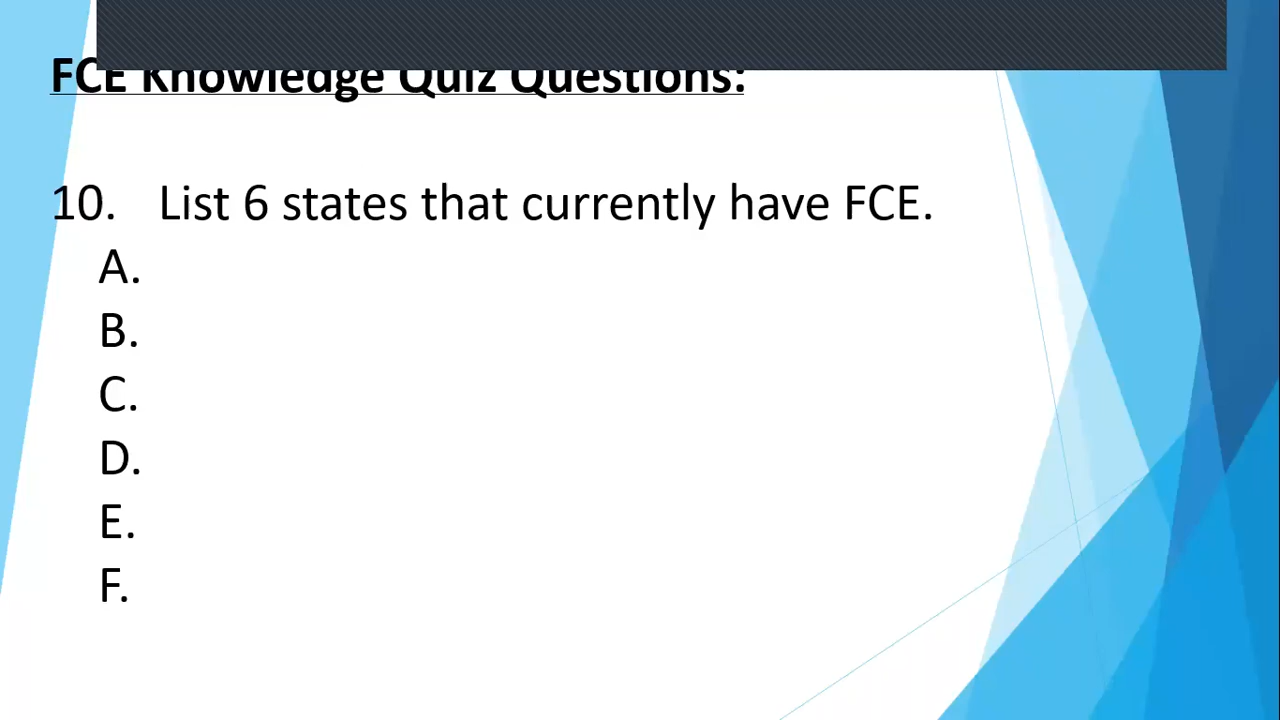 FCE Knowledge Quiz Questions:
10. List 6 states that currently have FCE.
A.
B.
C.
D.
E.
F.